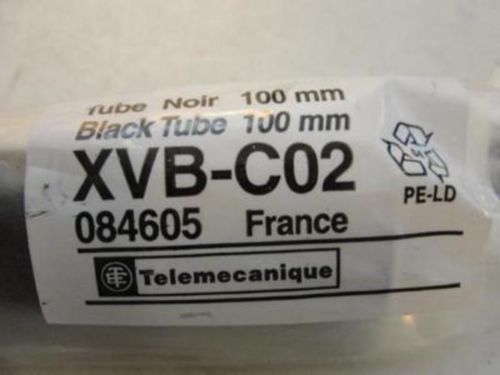 Tube Noir 100 mm
Black Tube 100 mm
XVB-C02
PE-LD
084605 France
Telemecanique